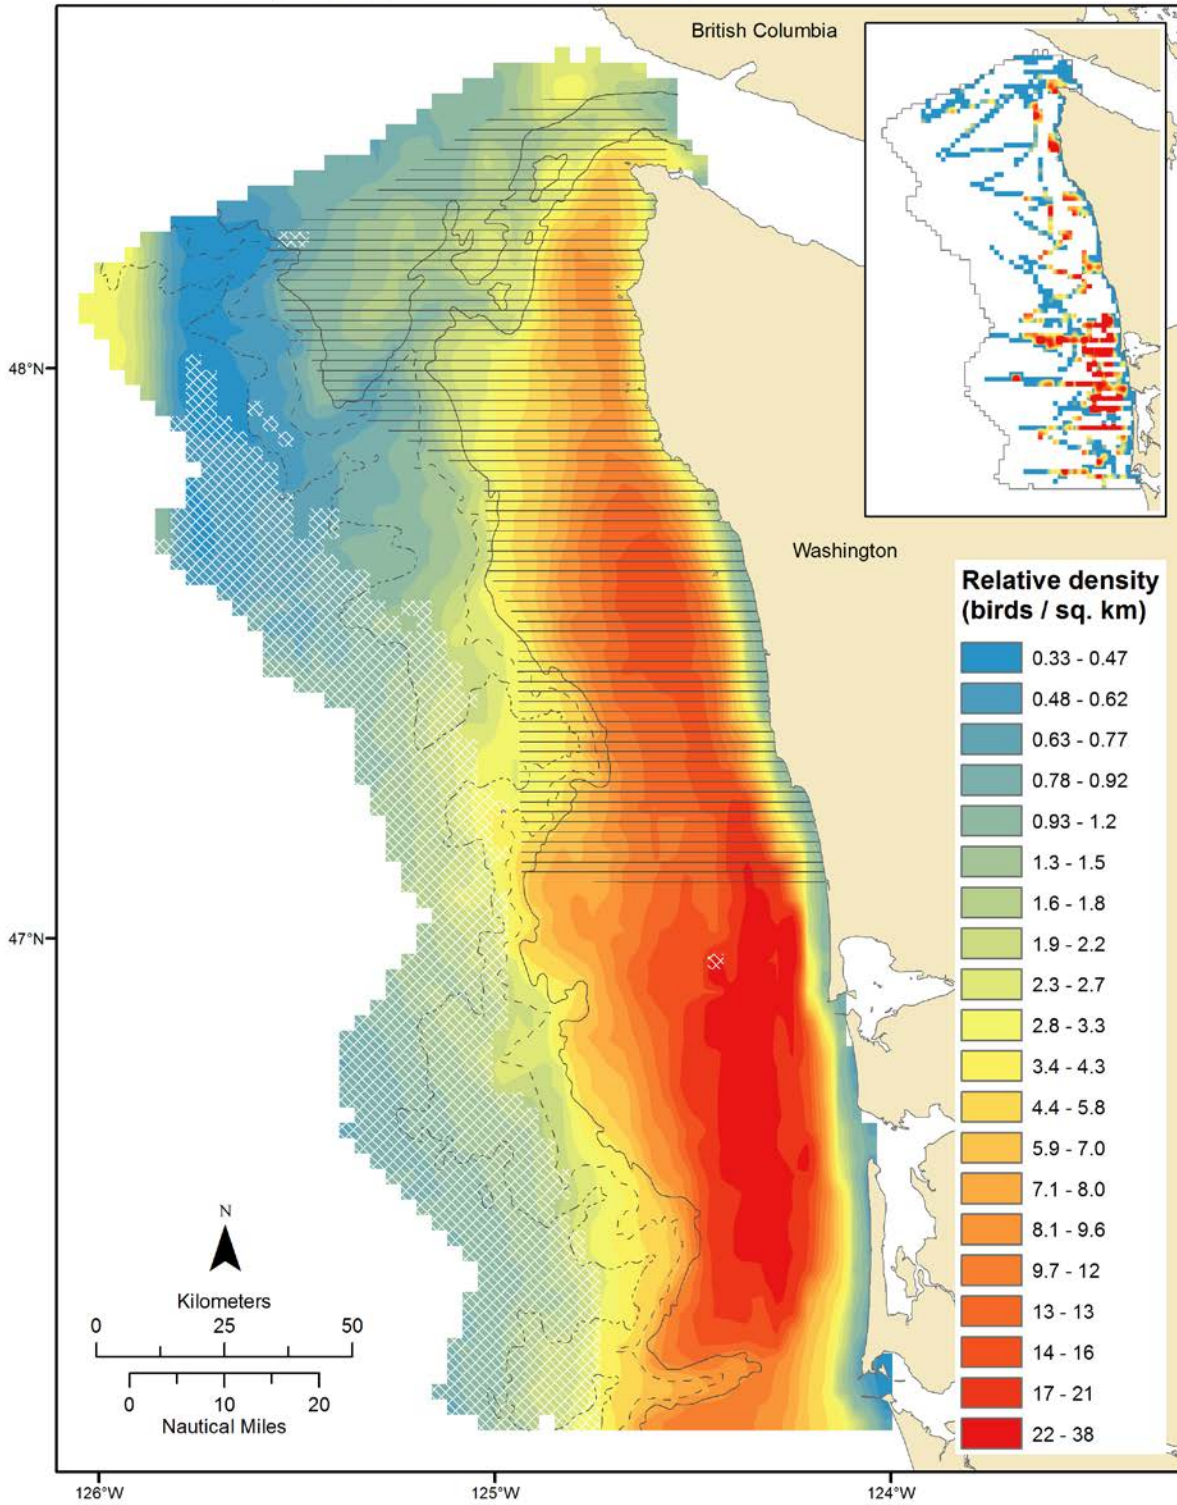 British Columbia
48°N
Washington
Relative density
(birds / sq. km)
0.33 - 0.47
0.48 - 0.62
0.63 - 0.77
0.78 - 0.92
0.93 - 1.2
1.3 - 1.5
1.6 - 1.8
1.9 - 2.2
2.3 - 2.7
2.8 - 3.3
3.4 - 4.3
4.4 - 5.8
5.9 - 7.0
7.1 - 8.0
8.1 - 9.6
9.7 - 12
13 - 13
14 - 16
17 - 21
22 - 38
47°N
N
Kilometers
0 25 50
0 10 20
Nautical Miles
126°W 125°W 124°W